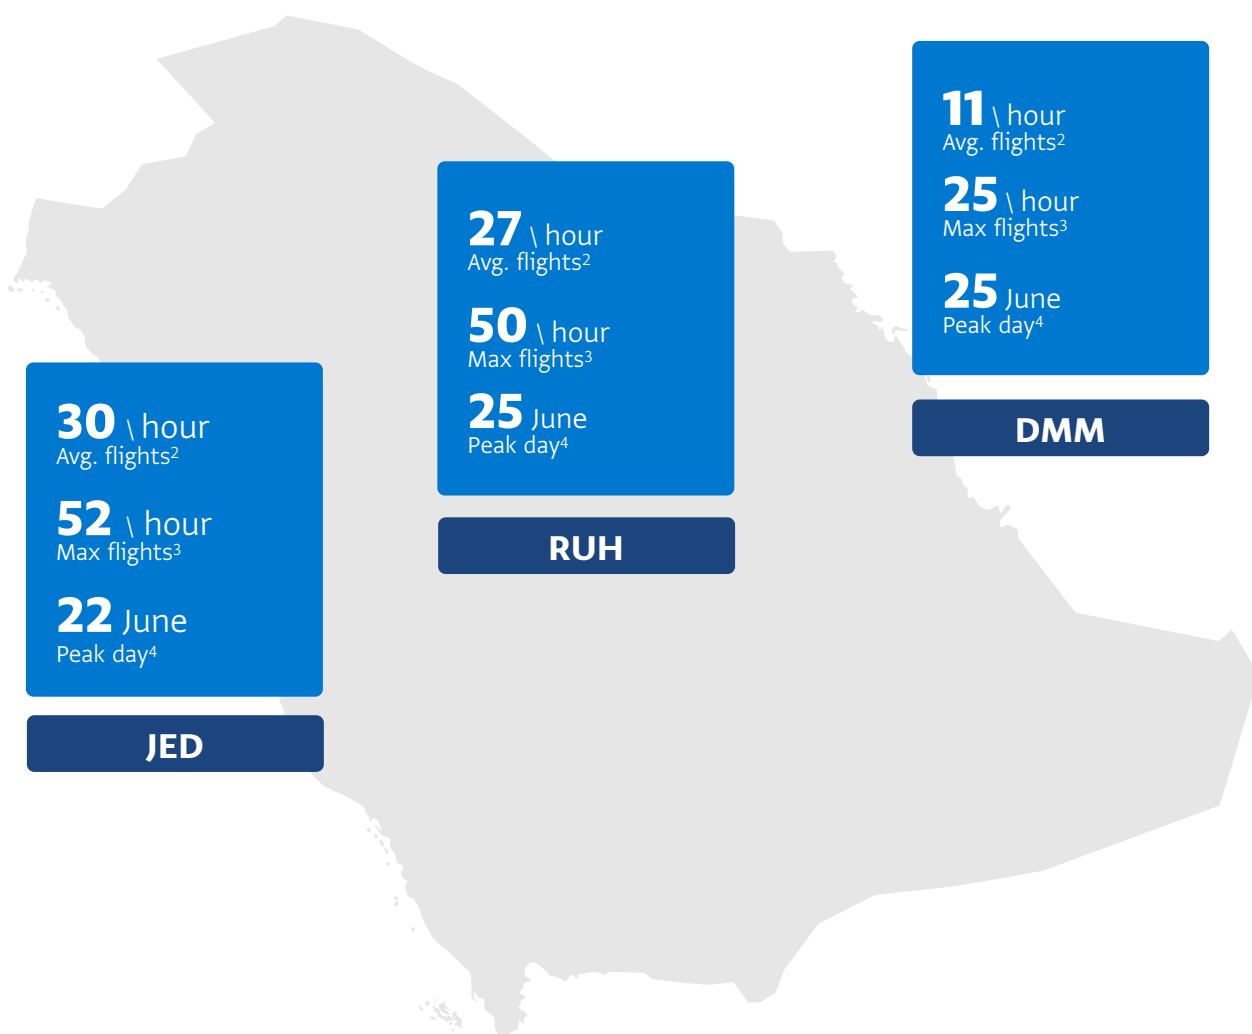 30 \ hour
Avg. flights²
52 \ hour
Max flights³
22 June
Peak day⁴
JED
27 \ hour
Avg. flights²
50 \ hour
Max flights³
25 June
Peak day⁴
RUH
11 \ hour
Avg. flights²
25 \ hour
Max flights³
25 June
Peak day⁴
DMM